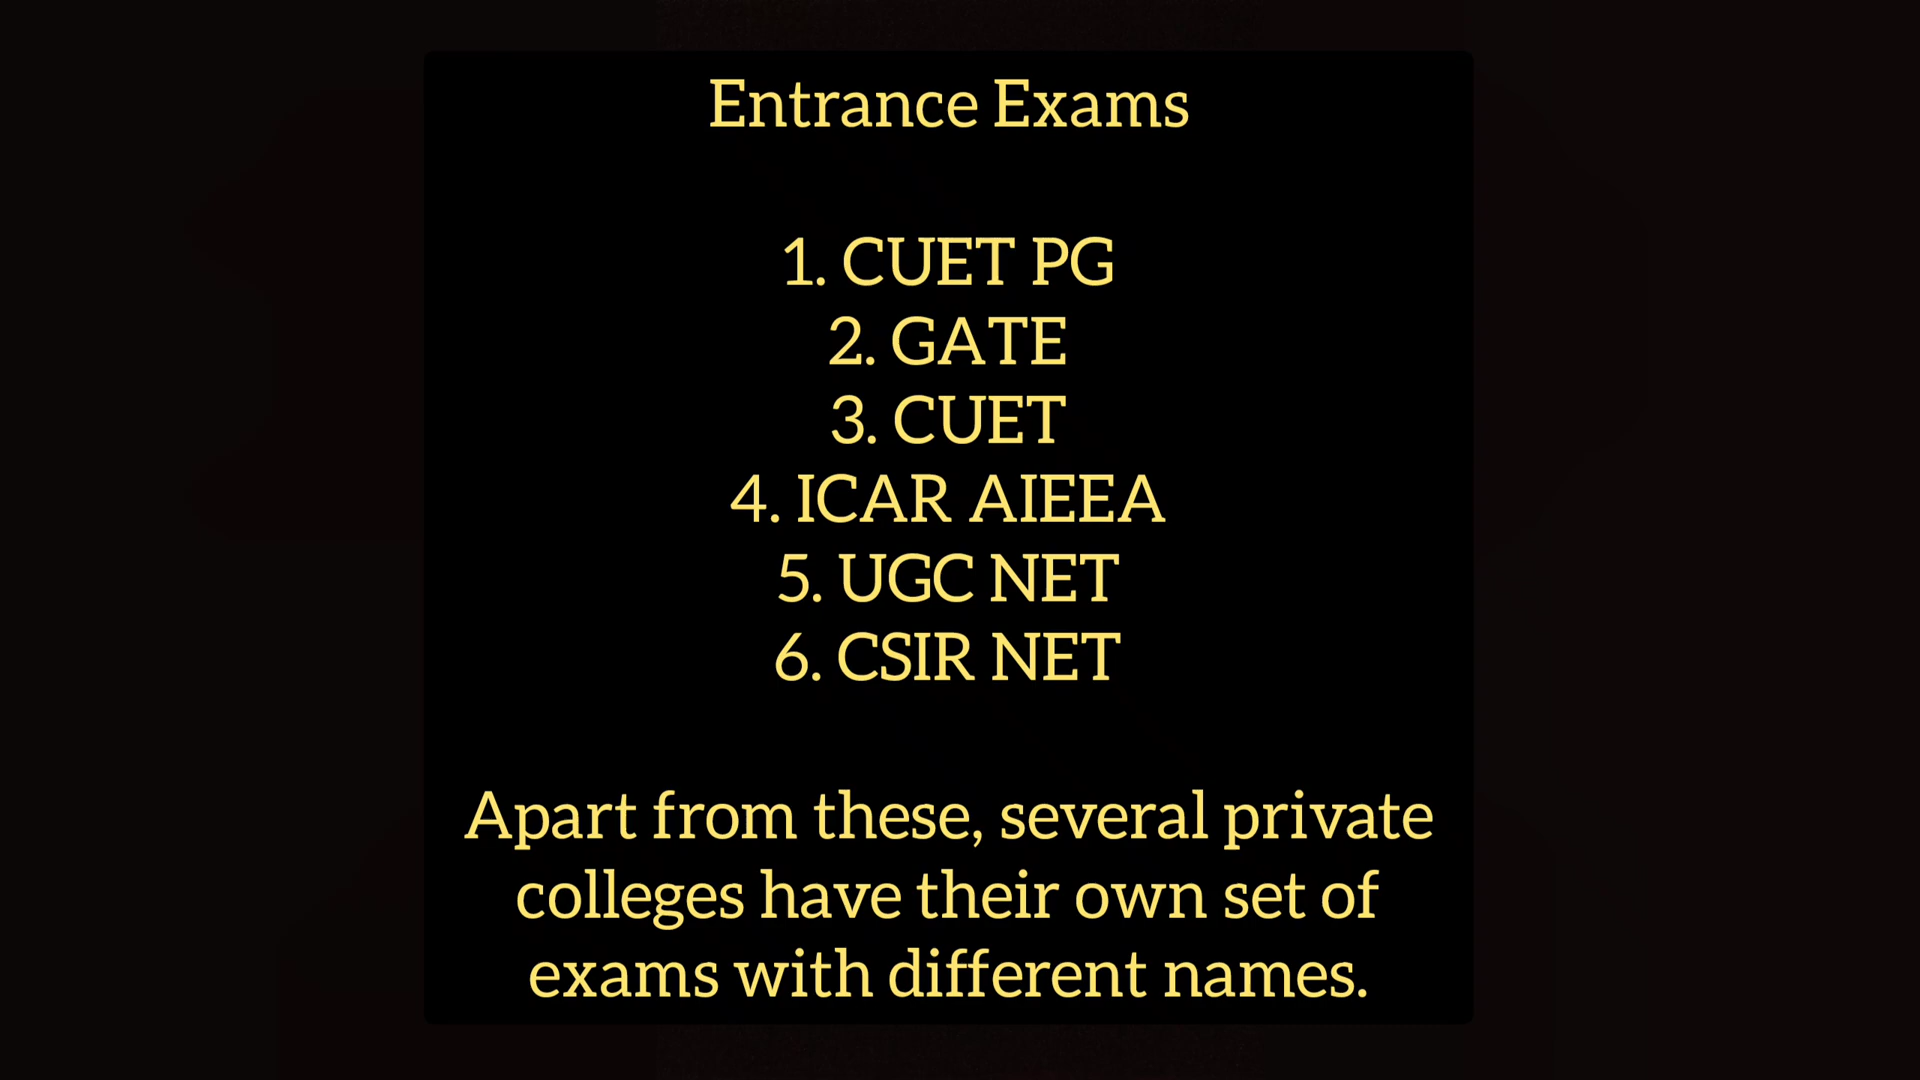 Entrance Exams
1. CUET PG
2. GATE
3. CUET
4. ICAR AIEEA
5. UGC NET
6. CSIR NET
Apart from these, several private
colleges have their own set of
exams with different names.